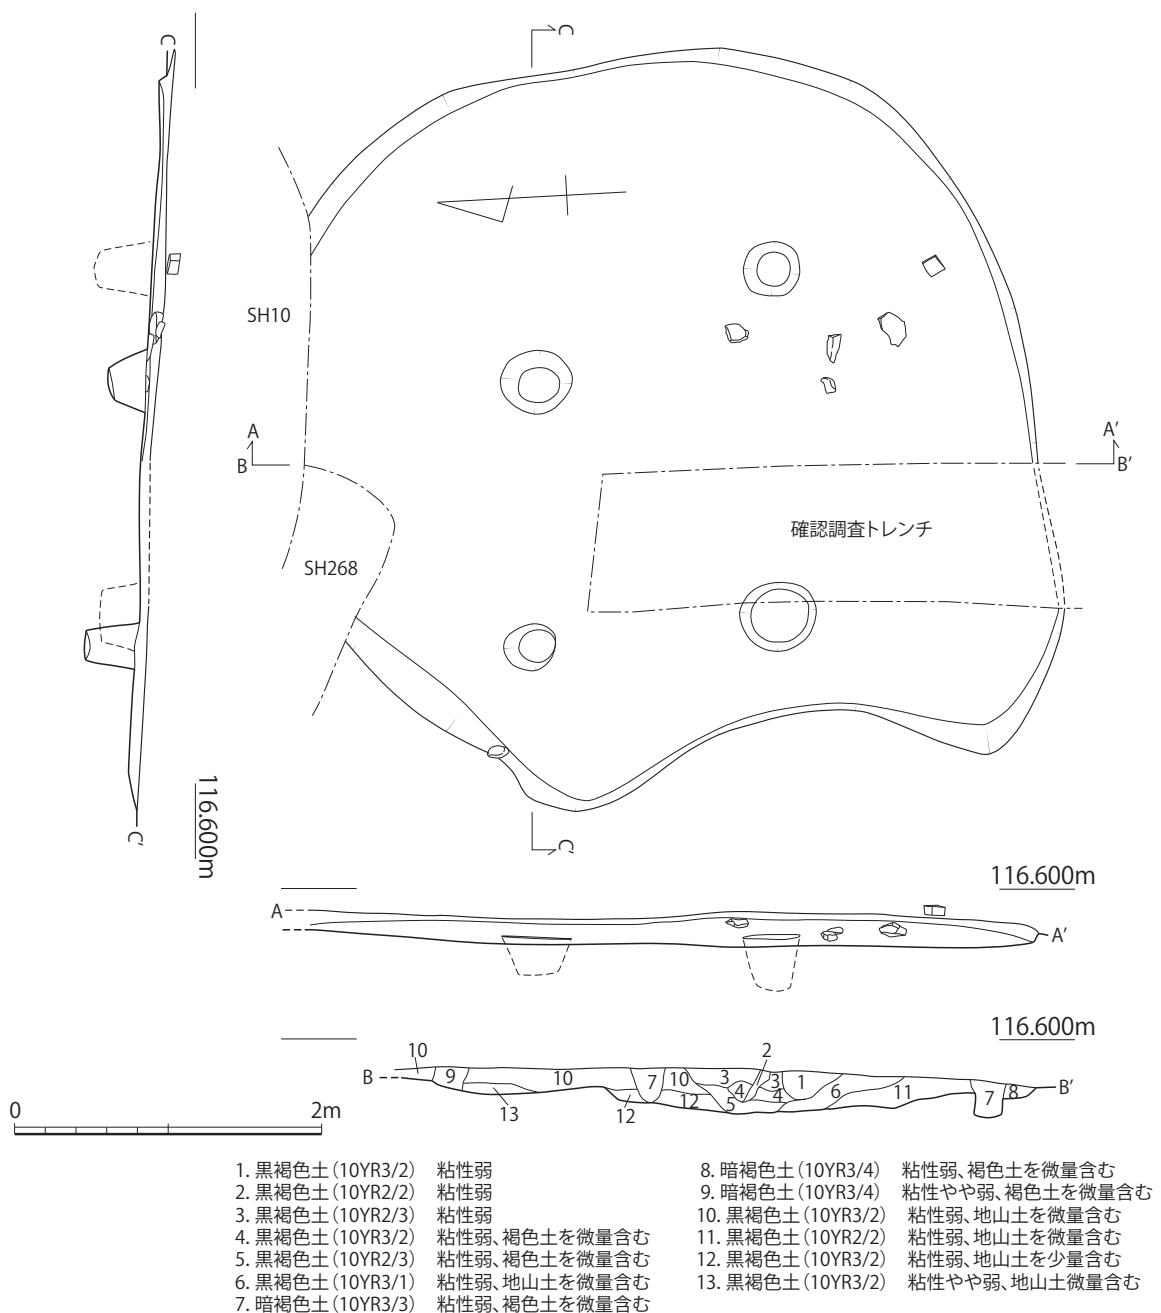 C
C
SH10
A
B
A'
B'
確認調査トレンチ
SH268
C'
116.600m
C'
116.600m
A
A'
116.600m
10
2
B
9
10
7
10
3
3
1
4
4
6
11
7
8
B'
13
12
12
5
0
2m
1. 黒褐色土(10YR3/2) 粘性弱
2. 黒褐色土(10YR2/2) 粘性弱
3. 黒褐色土(10YR2/3) 粘性弱
4. 黒褐色土(10YR3/2) 粘性弱、褐色土を微量含む
5. 黒褐色土(10YR2/3) 粘性弱、褐色土を微量含む
6. 黒褐色土(10YR3/1) 粘性弱、地山土を微量含む
7. 暗褐色土(10YR3/3) 粘性弱、褐色土を微量含む
8. 暗褐色土(10YR3/4) 粘性弱、褐色土を微量含む
9. 暗褐色土(10YR3/4) 粘性やや弱、褐色土を微量含む
10. 黒褐色土(10YR3/2) 粘性弱、地山土を微量含む
11. 黒褐色土(10YR2/2) 粘性弱、地山土を微量含む
12. 黒褐色土(10YR3/2) 粘性弱、地山土を少量含む
13. 黒褐色土(10YR3/2) 粘性やや弱、地山土微量含む